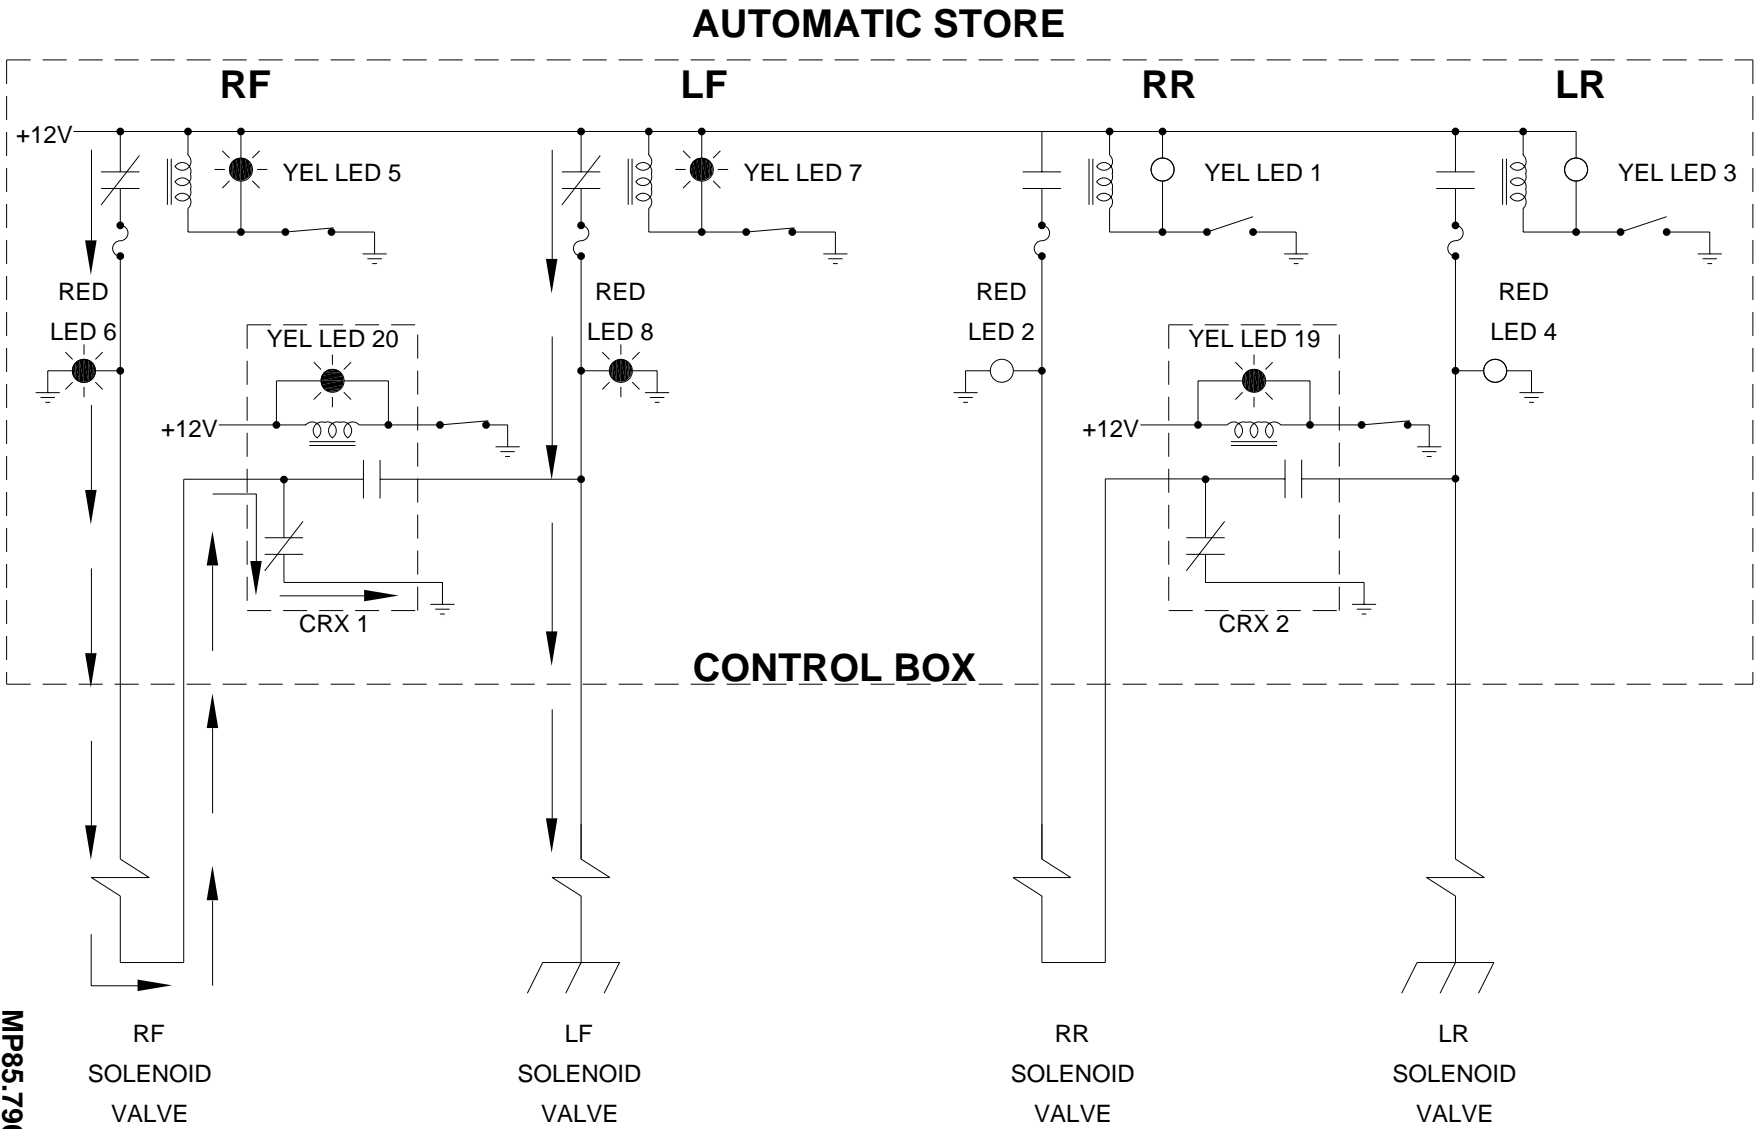 AUTOMATIC STORE
RF LF RR LR
+12V
YEL LED 5 YEL LED 7 YEL LED 1 YEL LED 3
RED RED RED RED
LED 6 LED 8 LED 2 LED 4
YEL LED 20 YEL LED 19
+12V +12V
CRX 1 CRX 2
CONTROL BOX
RF LF RR LR
SOLENOID SOLENOID SOLENOID SOLENOID
VALVE VALVE VALVE VALVE